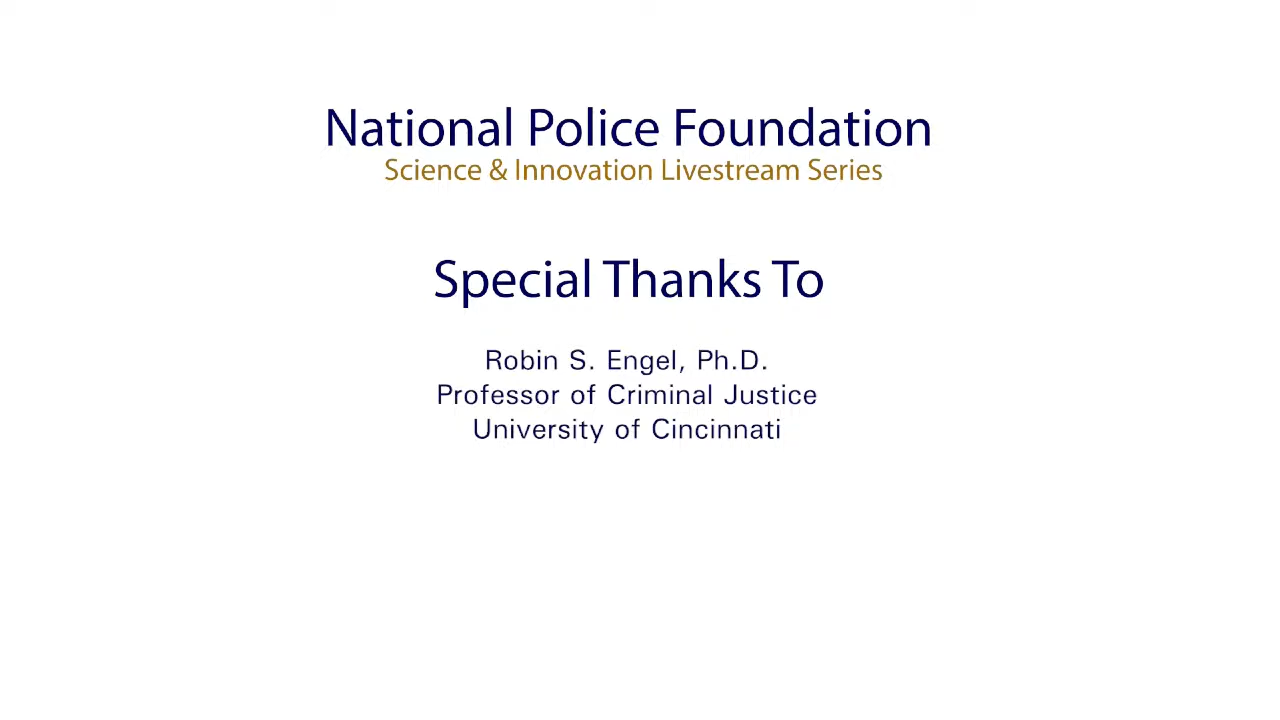 National Police Foundation
Science & Innovation Livestream Series
Special Thanks To
Robin S. Engel, Ph.D.
Professor of Criminal Justice
University of Cincinnati